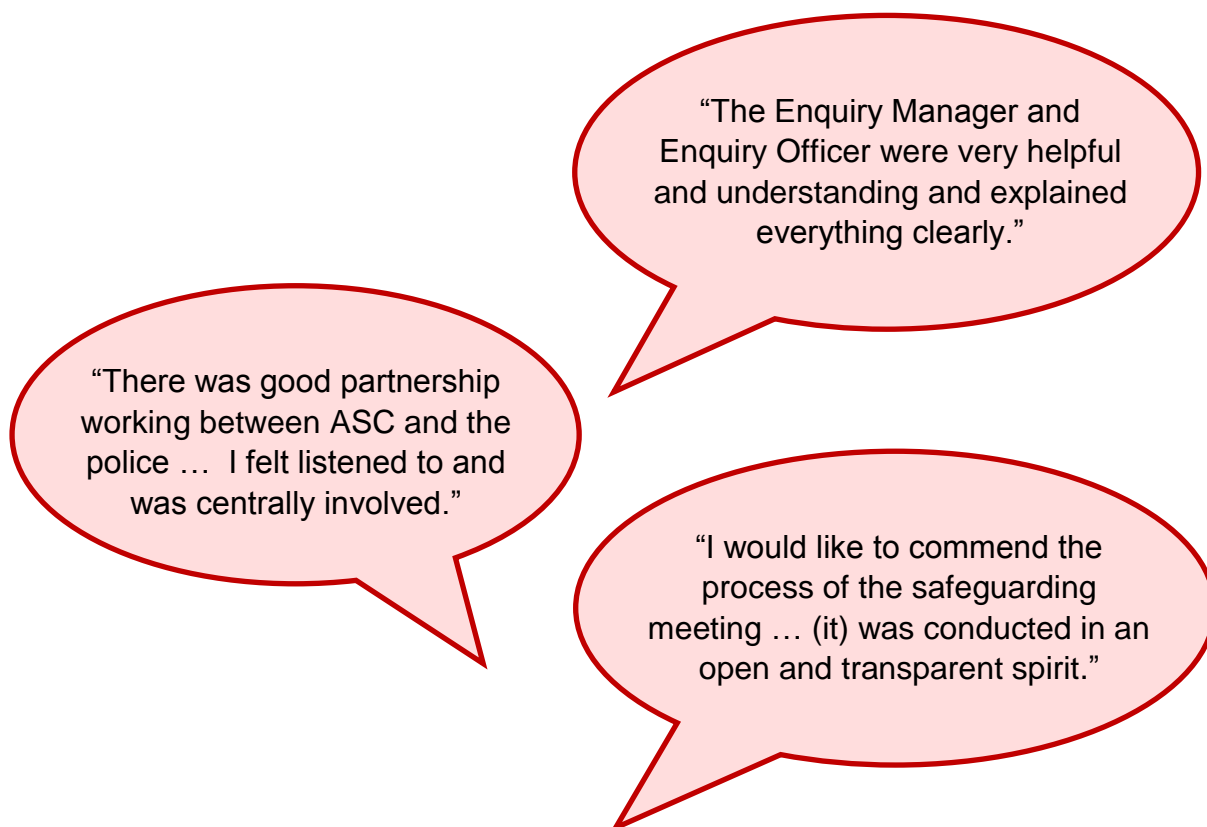 “The Enquiry Manager and
Enquiry Officer were very helpful
and understanding and explained
everything clearly.”
“There was good partnership
working between ASC and the
police … I felt listened to and
was centrally involved.”
“I would like to commend the
process of the safeguarding
meeting … (it) was conducted in an
open and transparent spirit.”